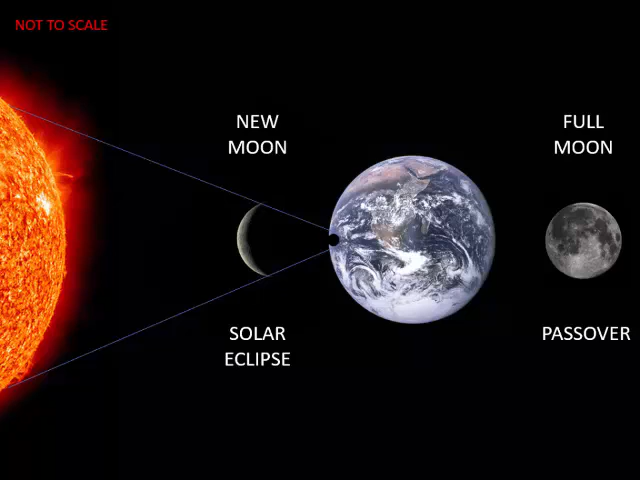 NOT TO SCALE
NEW
MOON
FULL
MOON
SOLAR
ECLIPSE
PASSOVER